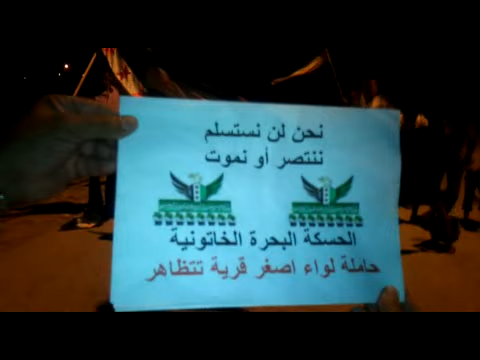 نحن لن نستسلم
ننتصر أو نموت
الحسكة البحرة الخاتونية
حاملة لواء اصغر قرية تتظاهر